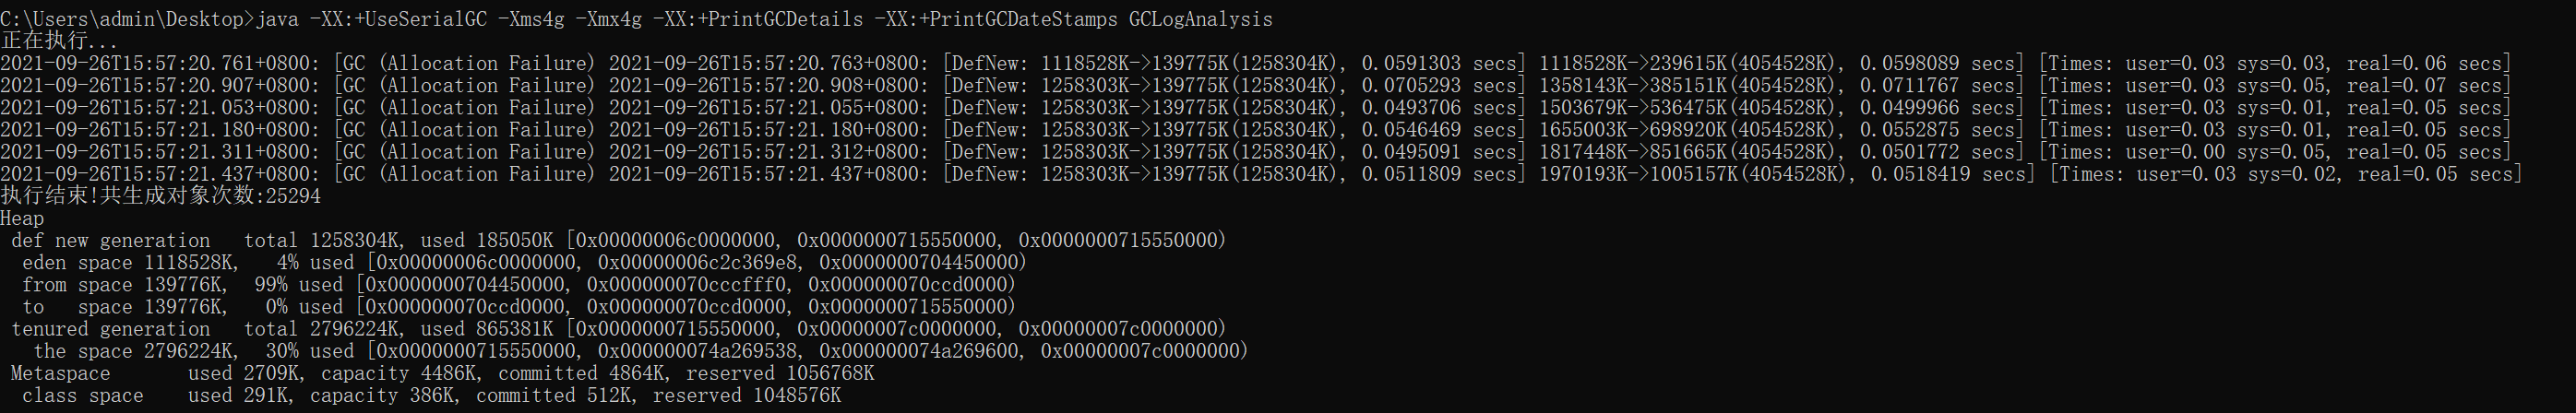 C:\Users\admin\Desktop>java -XX:+UseSerialGC -Xms4g -Xmx4g -XX:+PrintGCDetails -XX:+PrintGCDateStamps GCLogAnalysis
正在执行...
2021-09-26T15:57:20.761+0800: [GC (Allocation Failure) 2021-09-26T15:57:20.763+0800: [DefNew: 1118528K->139775K(1258304K), 0.0591303 secs] 1118528K->239615K(4054528K), 0.0598089 secs] [Times: user=0.03 sys=0.03, real=0.06 secs]
2021-09-26T15:57:20.907+0800: [GC (Allocation Failure) 2021-09-26T15:57:20.908+0800: [DefNew: 1258303K->139775K(1258304K), 0.0705293 secs] 1358143K->385151K(4054528K), 0.0711767 secs] [Times: user=0.03 sys=0.05, real=0.07 secs]
2021-09-26T15:57:21.053+0800: [GC (Allocation Failure) 2021-09-26T15:57:21.055+0800: [DefNew: 1258303K->139775K(1258304K), 0.0493706 secs] 1503679K->536475K(4054528K), 0.0499966 secs] [Times: user=0.03 sys=0.01, real=0.05 secs]
2021-09-26T15:57:21.180+0800: [GC (Allocation Failure) 2021-09-26T15:57:21.180+0800: [DefNew: 1258303K->139775K(1258304K), 0.0546469 secs] 1655003K->698920K(4054528K), 0.0552875 secs] [Times: user=0.03 sys=0.01, real=0.05 secs]
2021-09-26T15:57:21.311+0800: [GC (Allocation Failure) 2021-09-26T15:57:21.312+0800: [DefNew: 1258303K->139775K(1258304K), 0.0495091 secs] 1817448K->851665K(4054528K), 0.0501772 secs] [Times: user=0.00 sys=0.05, real=0.05 secs]
2021-09-26T15:57:21.437+0800: [GC (Allocation Failure) 2021-09-26T15:57:21.437+0800: [DefNew: 1258303K->139775K(1258304K), 0.0511809 secs] 1970193K->1005157K(4054528K), 0.0518419 secs] [Times: user=0.03 sys=0.02, real=0.05 secs]
执行结束!共生成对象次数:25294
Heap
 def new generation   total 1258304K, used 185050K [0x00000006c0000000, 0x0000000715550000, 0x0000000715550000)
  eden space 1118528K,   4% used [0x00000006c0000000, 0x00000006c2c369e8, 0x0000000704450000)
  from space 139776K,  99% used [0x0000000704450000, 0x000000070cccfff0, 0x000000070ccd0000)
  to   space 139776K,   0% used [0x000000070ccd0000, 0x000000070ccd0000, 0x0000000715550000)
 tenured generation   total 2796224K, used 865381K [0x0000000715550000, 0x00000007c0000000, 0x00000007c0000000)
   the space 2796224K,  30% used [0x0000000715550000, 0x000000074a269538, 0x000000074a269600, 0x00000007c0000000)
 Metaspace       used 2709K, capacity 4486K, committed 4864K, reserved 1056768K
  class space    used 291K, capacity 386K, committed 512K, reserved 1048576K